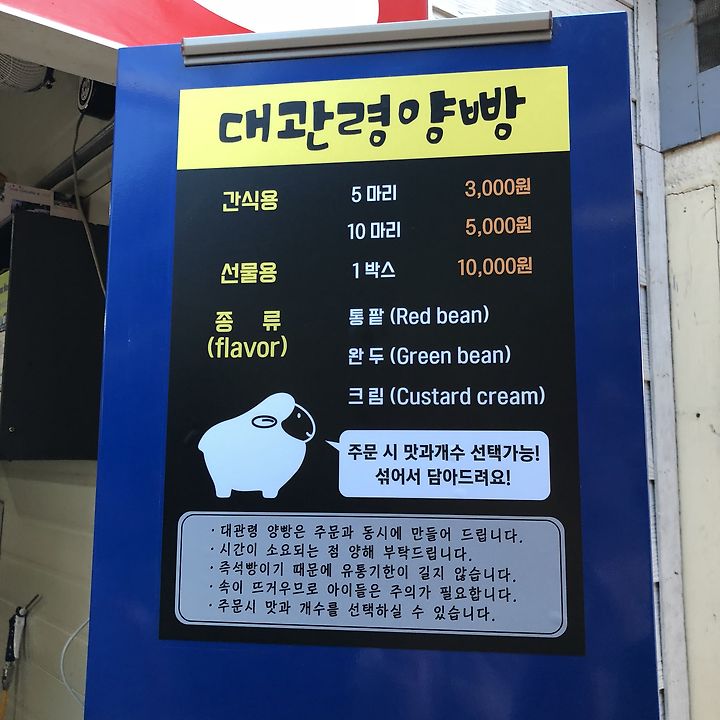 대관령양빵
간식용 5 마리 3,000원
10 마리 5,000원
선물용 1 박스 10,000원
종 류 통 팥 (Red bean)
(flavor)
완 두 (Green bean)
크 림 (Custard cream)
주문 시 맛과개수 선택가능!
섞어서 담아드려요!
· 대관령 양빵은 주문과 동시에 만들어 드립니다.
· 시간이 소요되는 점 양해 부탁드립니다.
· 즉석빵이기 때문에 유통기한이 길지 않습니다.
· 속이 뜨거우므로 아이들은 주의가 필요합니다.
· 주문시 맛과 개수를 선택하실 수 있습니다.